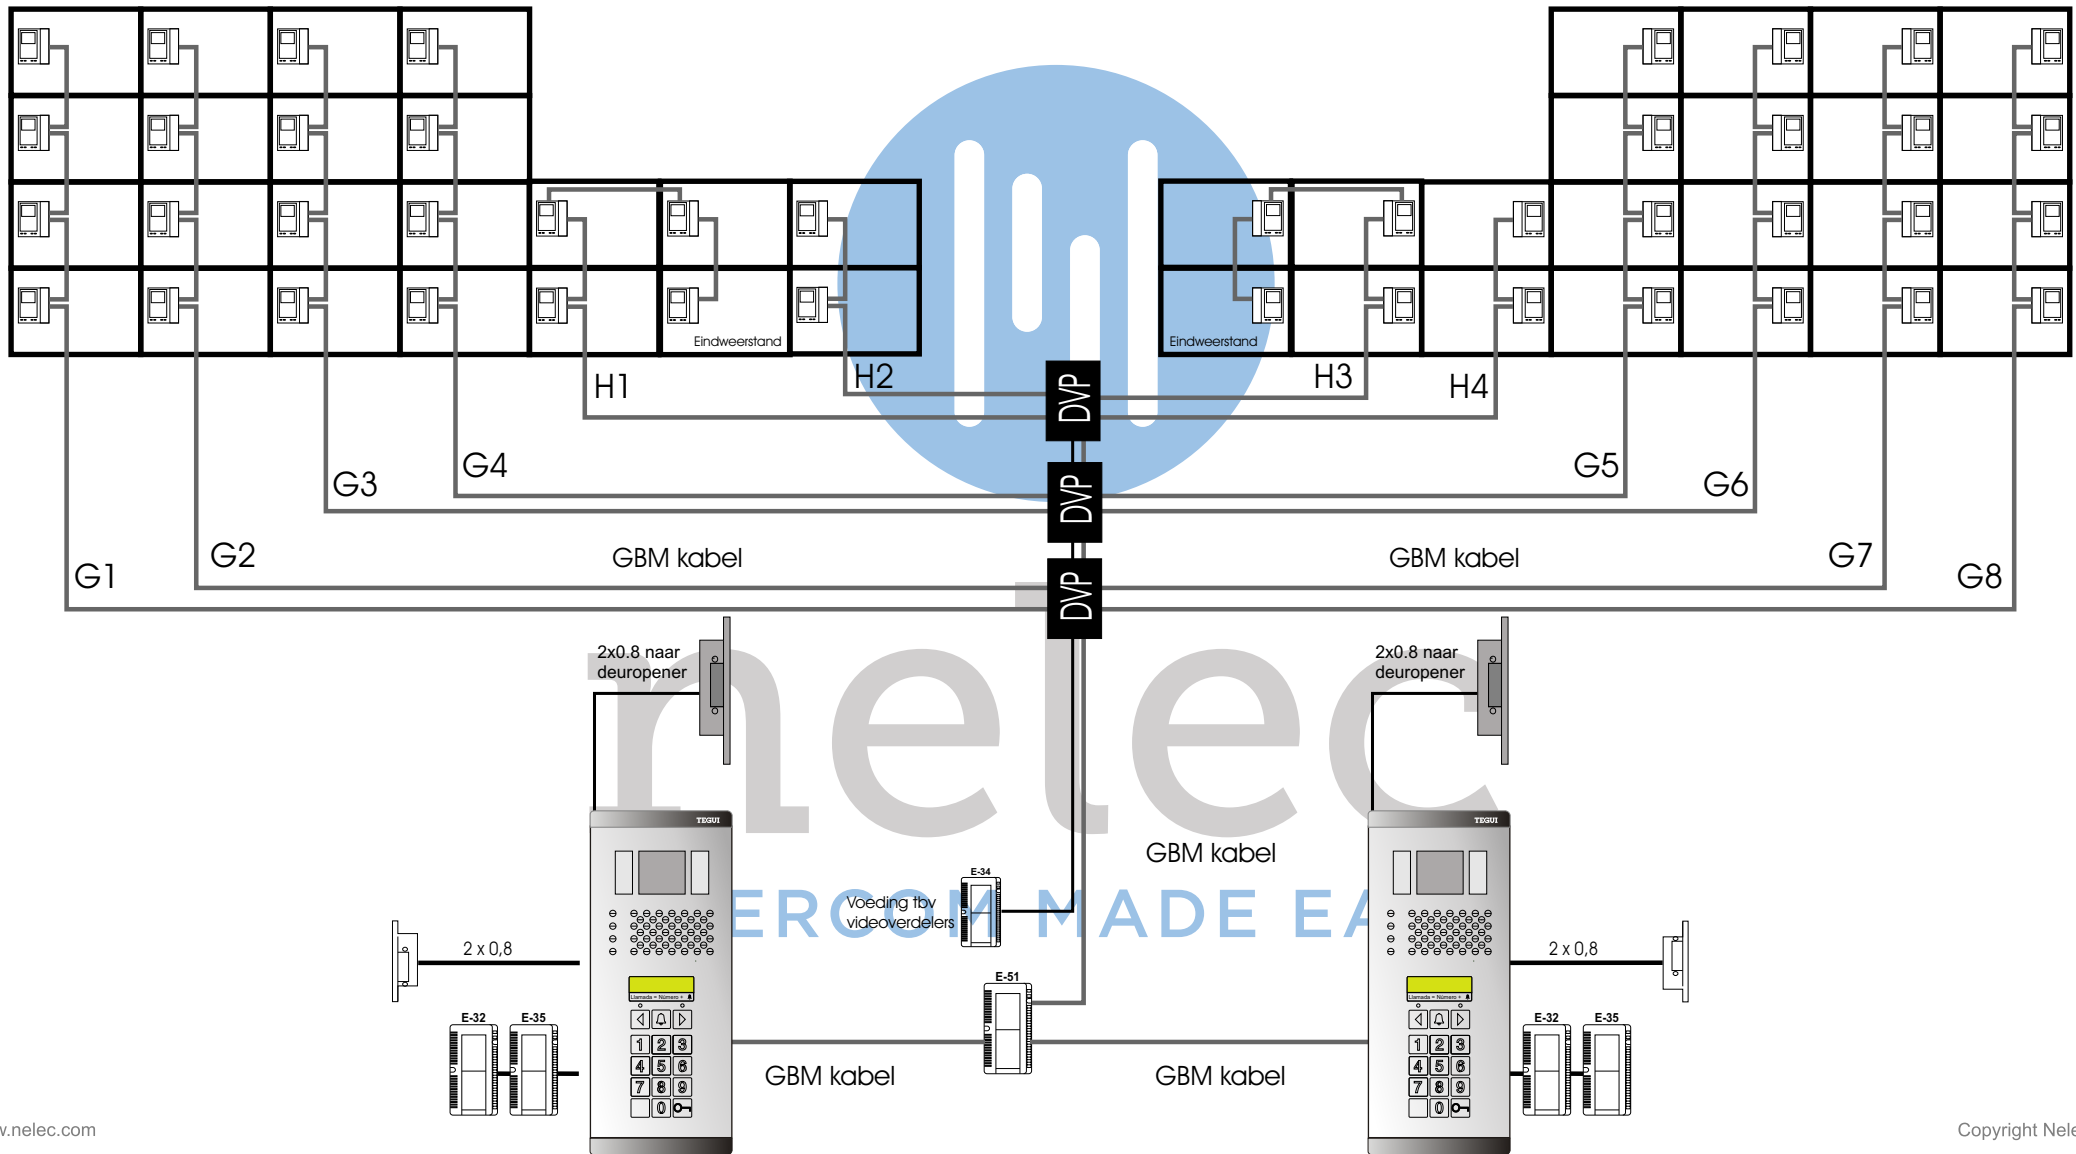 Eindweerstand
Eindweerstand
H1
H2
DVP
H3
H4
G4
G3
DVP
G5
G6
G1
G2
GBM kabel
DVP
GBM kabel
G7
G8
2x0.8 naar
deuropener
2x0.8 naar
deuropener
nelec
TEGUI
TEGUI
GBM kabel
E-34
Voeding tbv
videoverdelers
ERCOM MADE EA
2 x 0,8
2 x 0,8
E-51
Llamada = Número +
Llamada = Número +
E-32 E-35
E-32 E-35
1 2 3
4 5 6
7 8 9
0
1 2 3
4 5 6
7 8 9
0
GBM kabel
GBM kabel
w.nelec.com
Copyright Nele